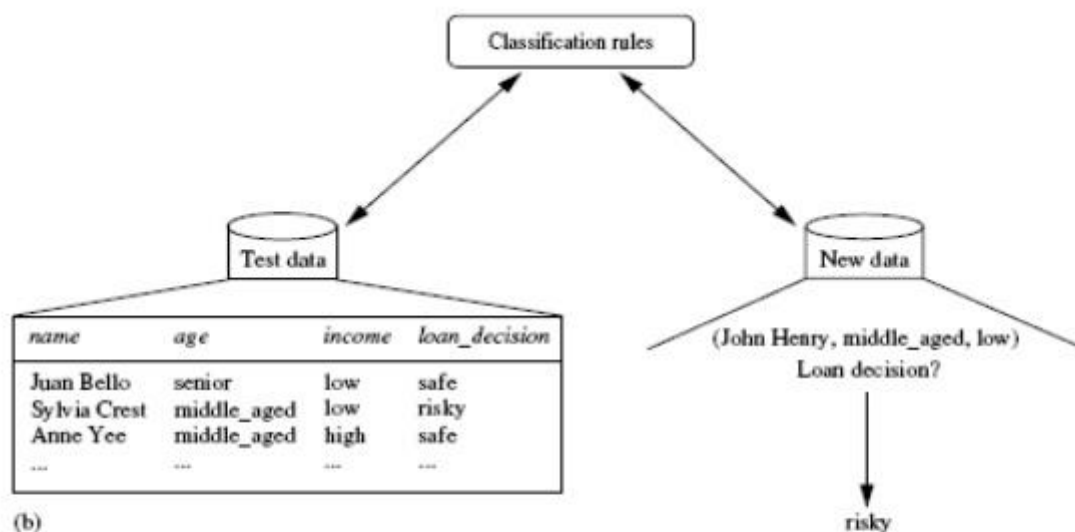 Classification rules
Test data
New data
name age income loan_decision
Juan Bello senior low safe
Sylvia Crest middle_aged low risky
Anne Yee middle_aged high safe
... ... ... ...
(John Henry, middle_aged, low)
Loan decision?
risky
(b)